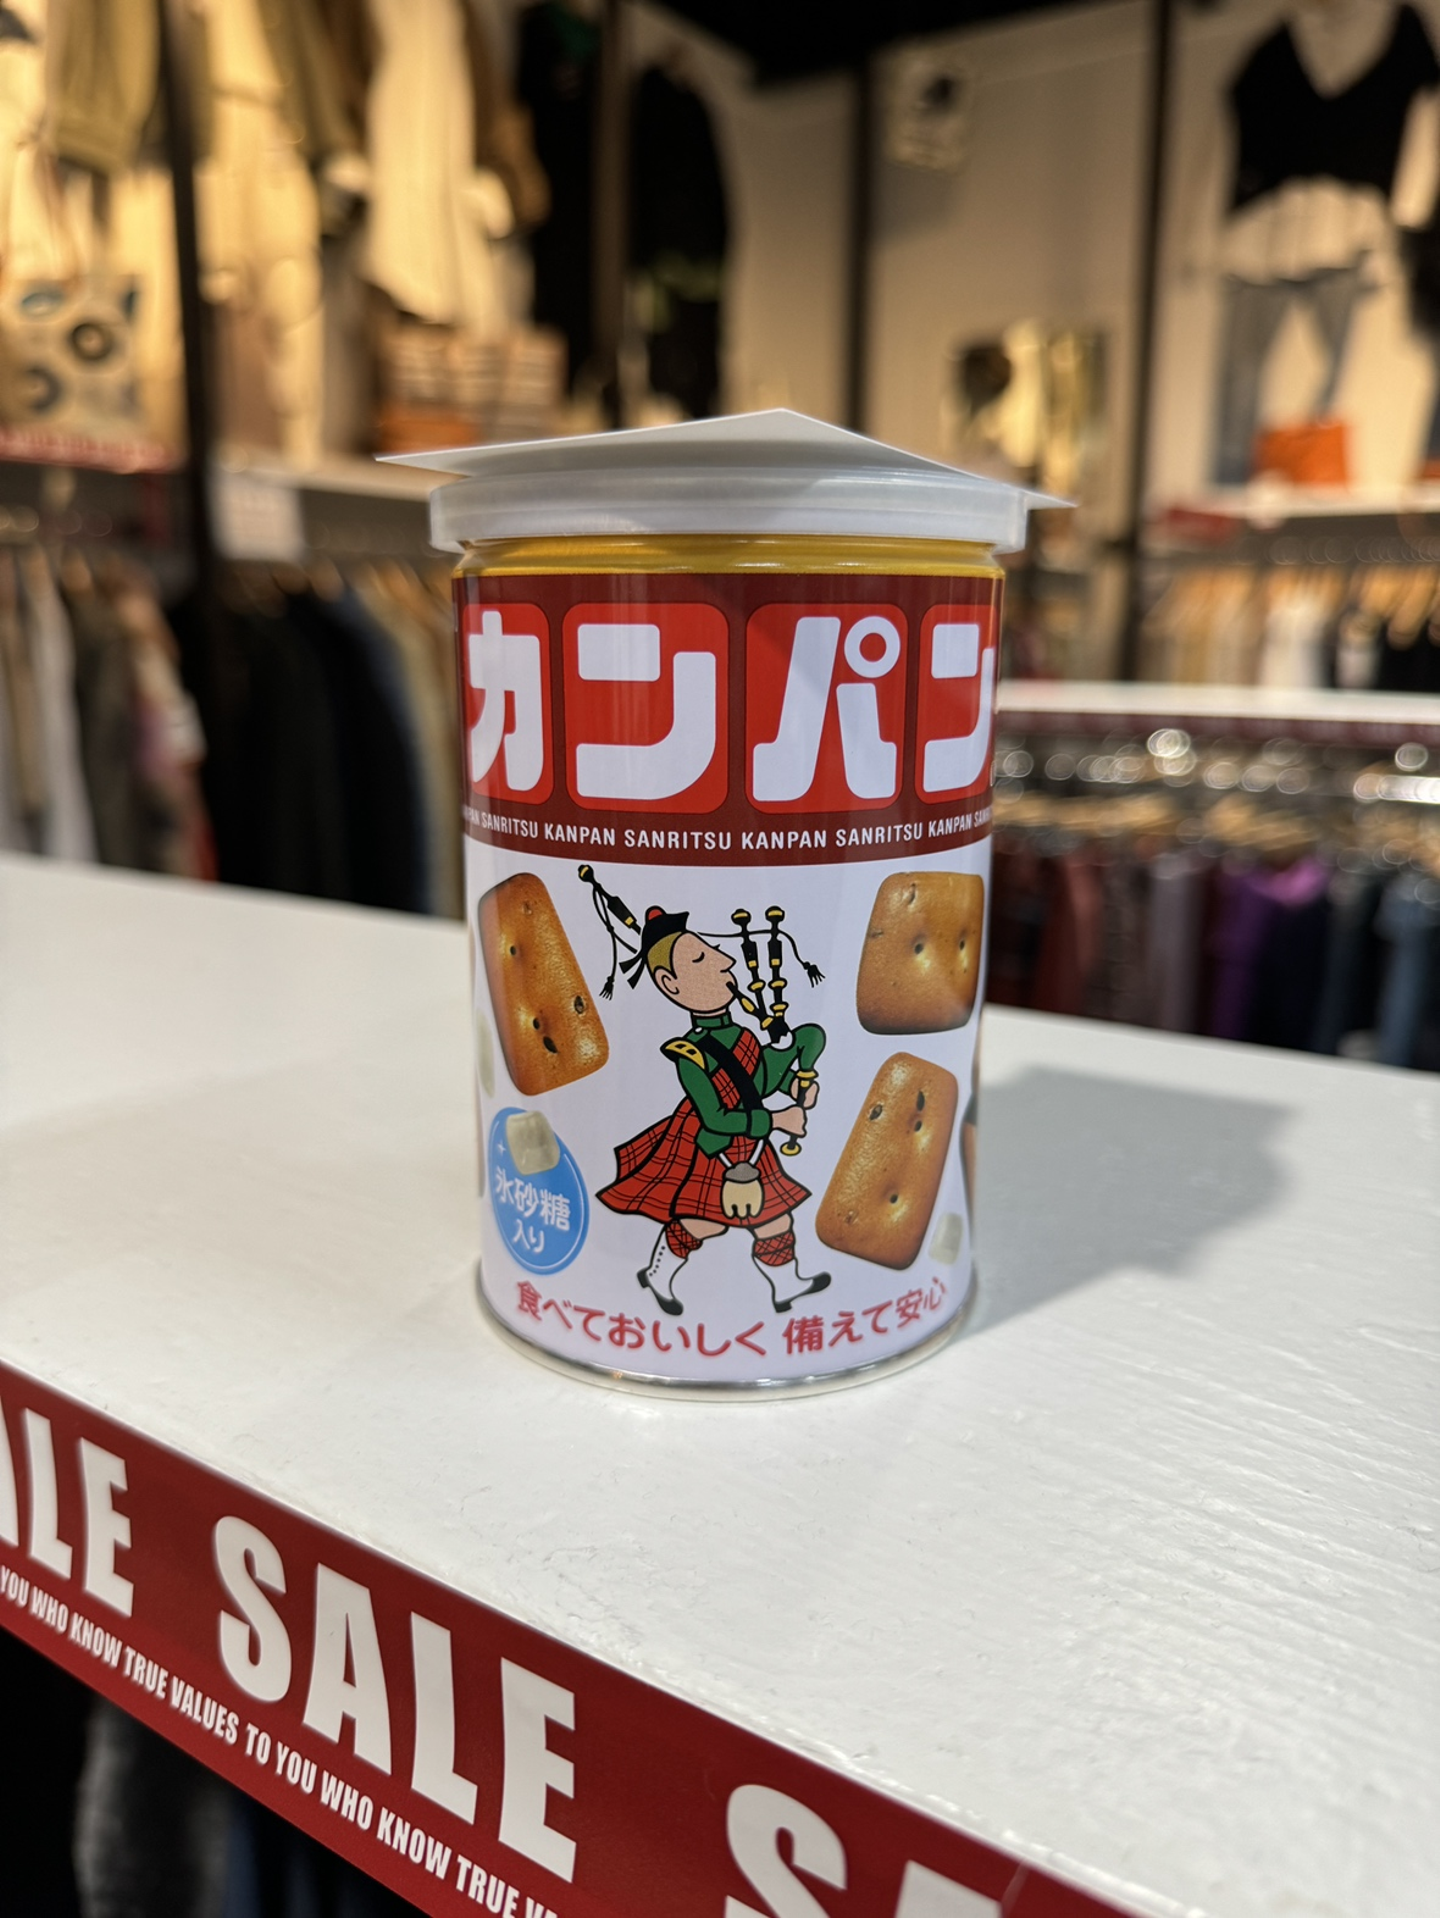 カンパン
SANRITSU KANPAN SANRITSU KANPAN SANRITSU KANPAN
氷砂糖
入り
食べておいしく 備えて安心
SALE SALE
YOU WHO KNOW TRUE VALUES TO YOU WHO KNOW TRUE